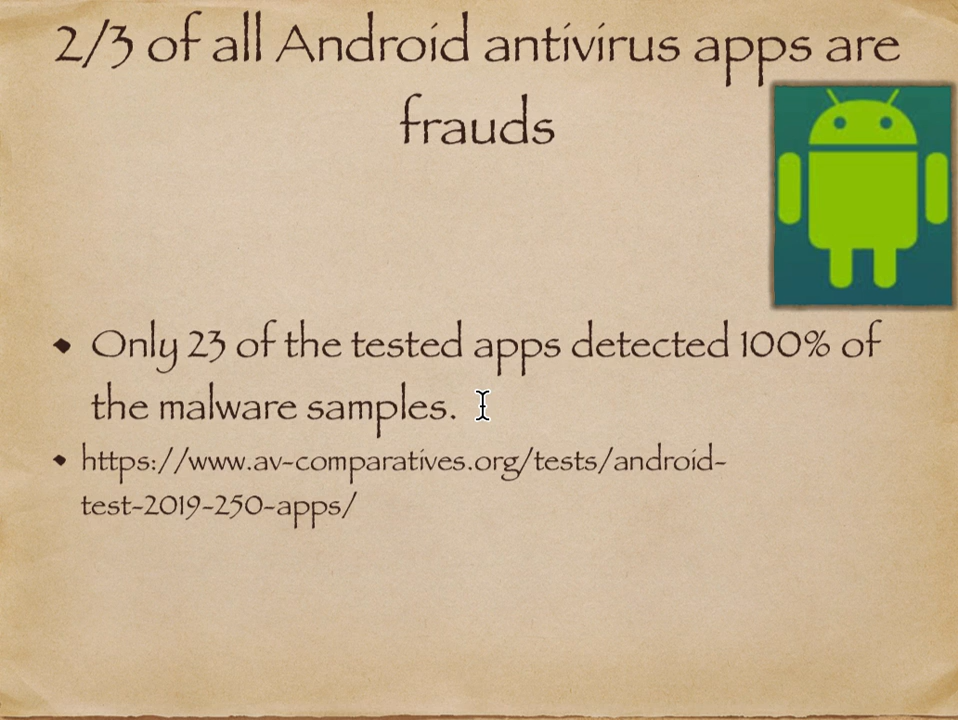 2/3 of all Android antivirus apps are
frauds
• Only 23 of the tested apps detected 100% of
the malware samples.
• https://www.av-comparatives.org/tests/android-
test-2019-250-apps/